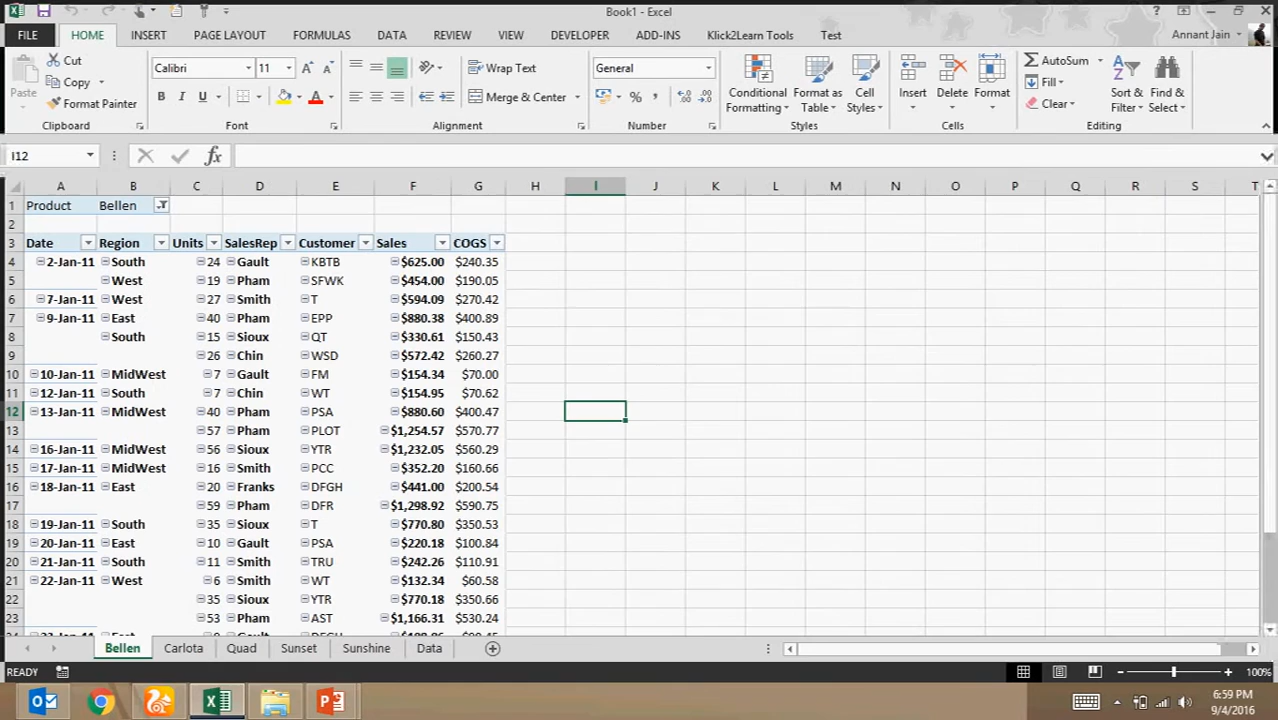 Book1 - Excel
?
FILE HOME INSERT PAGE LAYOUT FORMULAS DATA REVIEW VIEW DEVELOPER ADD-INS Klick2Learn Tools Test Annant Jain
Paste Cut Copy Format Painter
Calibri 11
B I U A
Wrap Text
Merge & Center
General
%
Conditional Formatting Format as Table Cell Styles
Insert Delete Format
AutoSum Fill Clear
Sort & Filter Find & Select
Clipboard Font Alignment Number Styles Cells Editing
I12 fx
A B C D E F G H I J K L M N O P Q R S T
1 Product Bellen
2
3 Date Region Units SalesRep Customer Sales COGS
4 2-Jan-11 South 24 Gault KBTB $625.00 $240.35
5 West 19 Pham SFWK $454.00 $190.05
6 7-Jan-11 West 27 Smith T $594.09 $270.42
7 9-Jan-11 East 40 Pham EPP $880.38 $400.89
8 South 15 Sioux QT $330.61 $150.43
9 26 Chin WSD $572.42 $260.27
10 10-Jan-11 MidWest 7 Gault FM $154.34 $70.00
11 12-Jan-11 South 7 Chin WT $154.95 $70.62
12 13-Jan-11 MidWest 40 Pham PSA $880.60 $400.47
13 57 Pham PLOT $1,254.57 $570.77
14 16-Jan-11 MidWest 56 Sioux YTR $1,232.05 $560.29
15 17-Jan-11 MidWest 16 Smith PCC $352.20 $160.66
16 18-Jan-11 East 20 Franks DFGH $441.00 $200.54
17 59 Pham DFR $1,298.92 $590.75
18 19-Jan-11 South 35 Sioux T $770.80 $350.53
19 20-Jan-11 East 10 Gault PSA $220.18 $100.84
20 21-Jan-11 South 11 Smith TRU $242.26 $110.91
21 22-Jan-11 West 6 Smith WT $132.34 $60.58
22 35 Sioux YTR $770.18 $350.66
23 53 Pham AST $1,166.31 $530.24
Bellen Carlota Quad Sunset Sunshine Data
READY 100%
6:59 PM
9/4/2016